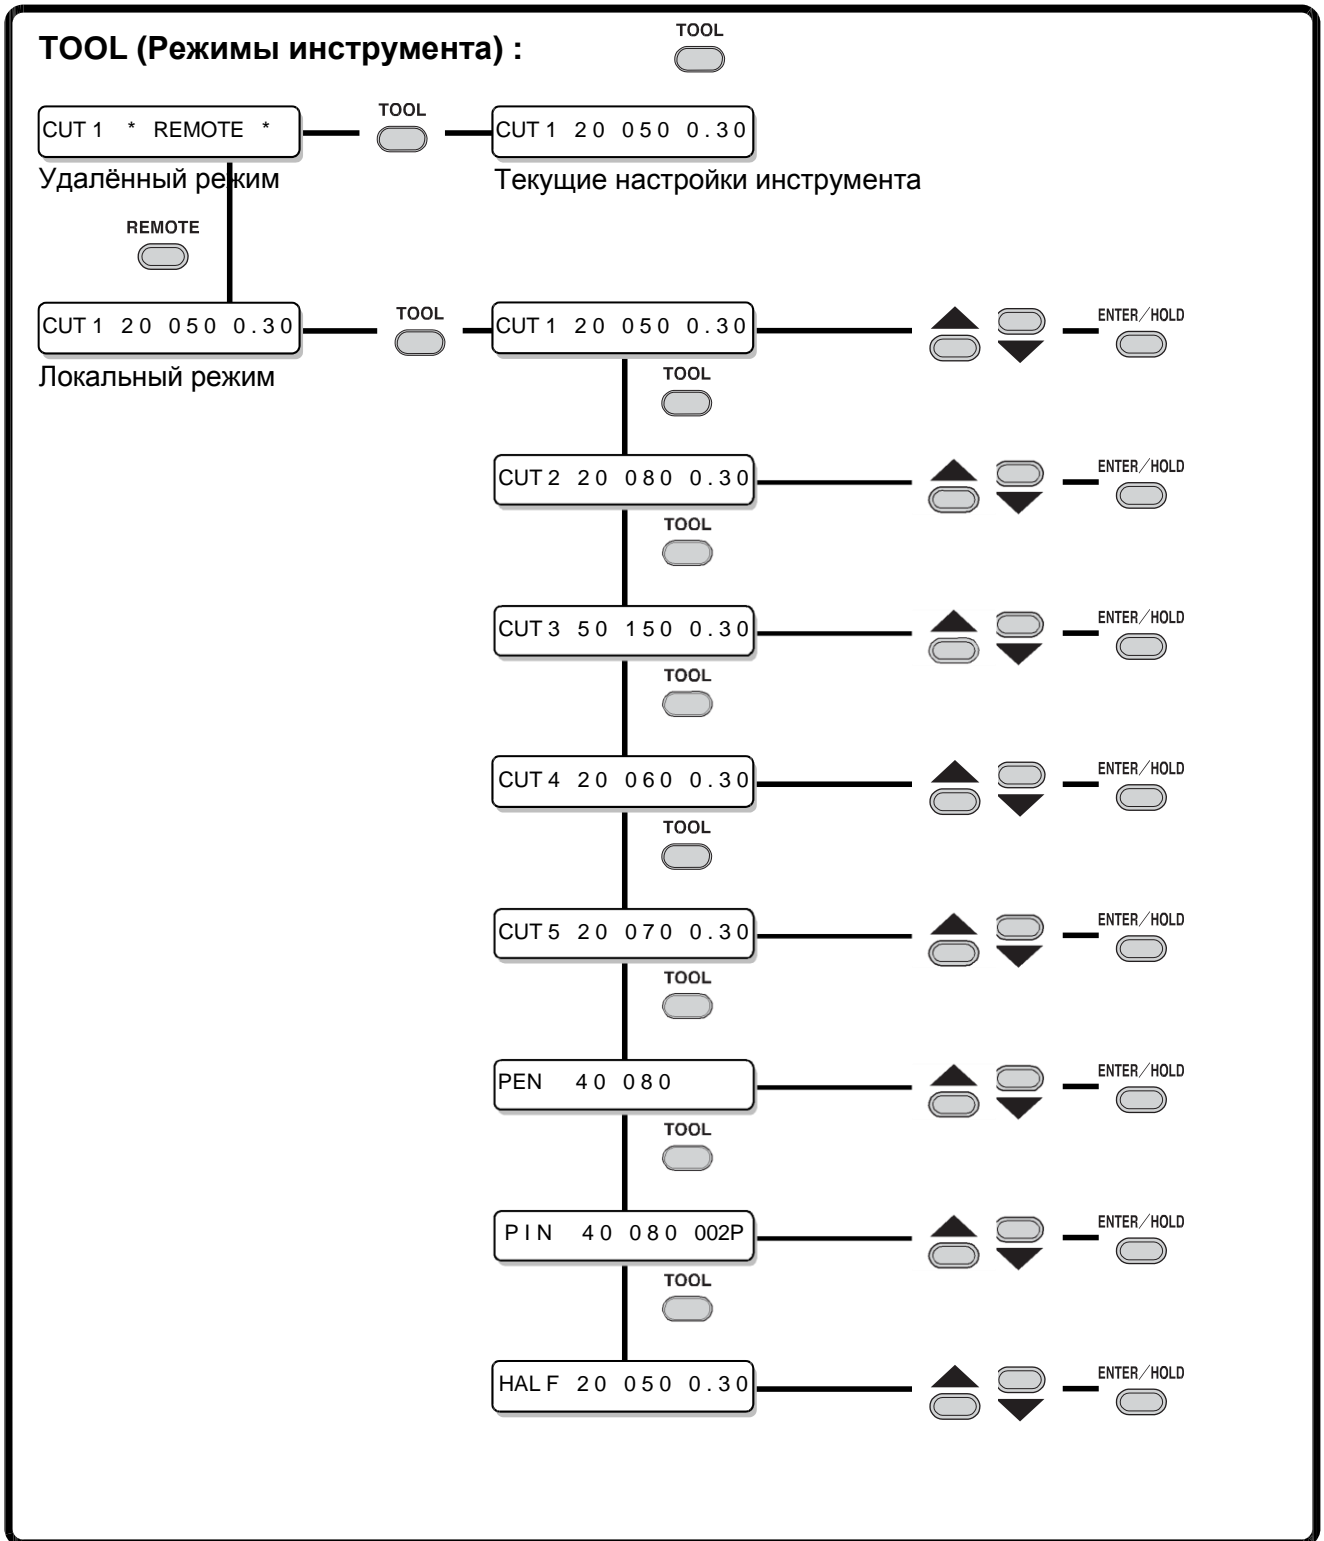 TOOL (Режимы инструмента) :
TOOL
CUT 1 * REMOTE *
TOOL
CUT 1 20 050 0.30
Удалённый режим
Текущие настройки инструмента
REMOTE
CUT 1 20 050 0.30
TOOL
CUT 1 20 050 0.30
ENTER/HOLD
Локальный режим
TOOL
CUT 2 20 080 0.30
ENTER/HOLD
TOOL
CUT 3 50 150 0.30
ENTER/HOLD
TOOL
CUT 4 20 060 0.30
ENTER/HOLD
TOOL
CUT 5 20 070 0.30
ENTER/HOLD
TOOL
PEN 40 080
ENTER/HOLD
TOOL
PIN 40 080 002P
ENTER/HOLD
TOOL
HALF 20 050 0.30
ENTER/HOLD